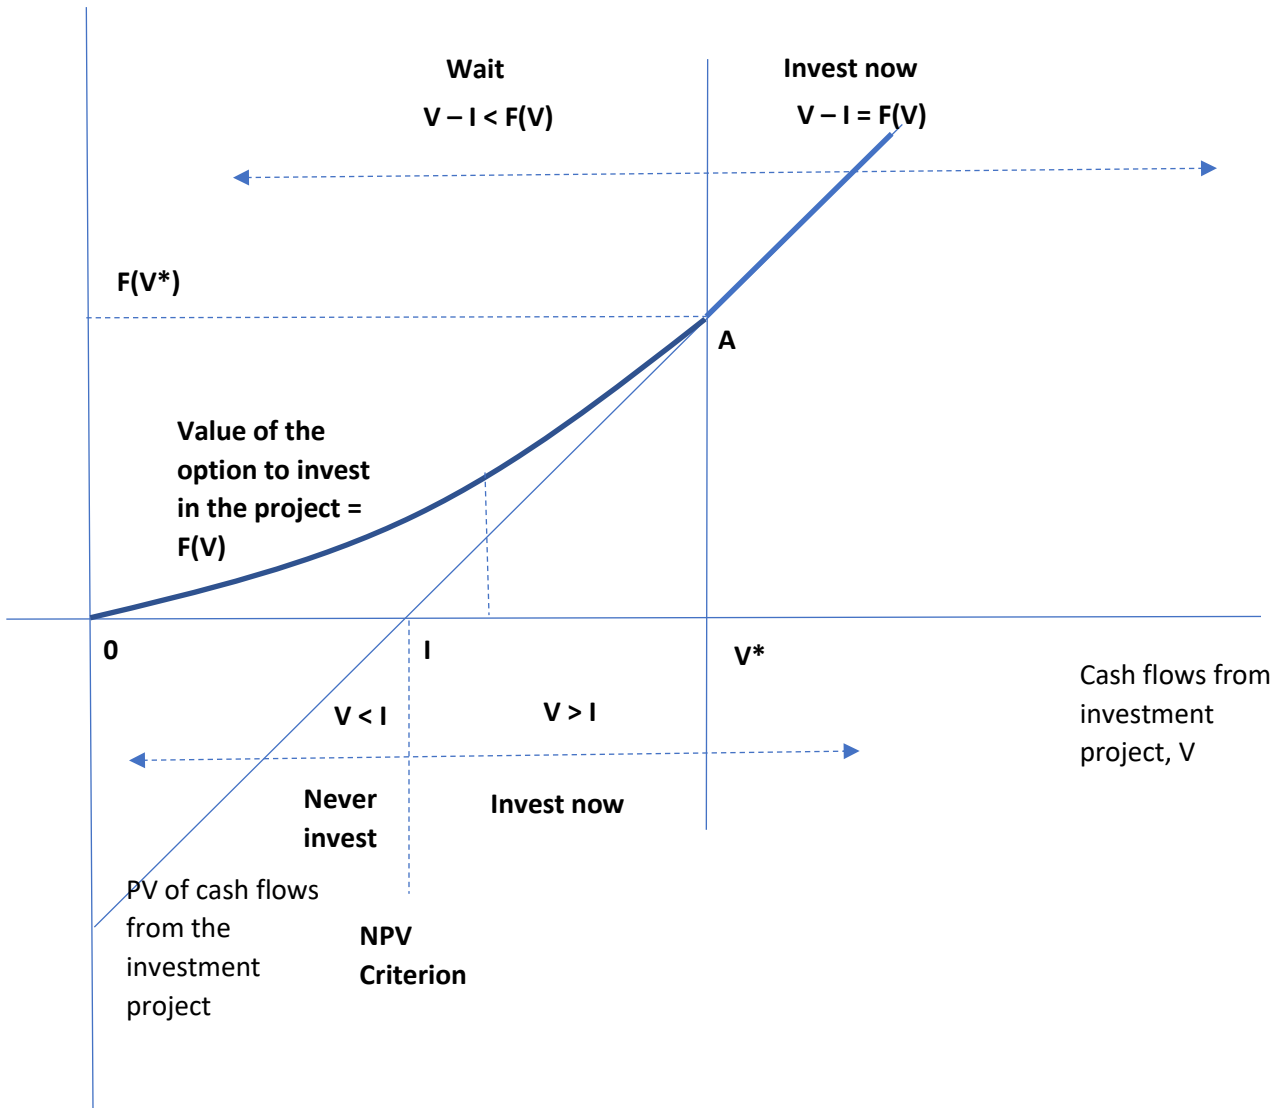 Wait
Invest now
V – I < F(V)
V – I = F(V)
F(V*)
A
Value of the
option to invest
in the project =
F(V)
0
I
V*
Cash flows from
investment
project, V
V < I
V > I
Never
invest
Invest now
PV of cash flows
from the
investment
project
NPV
Criterion